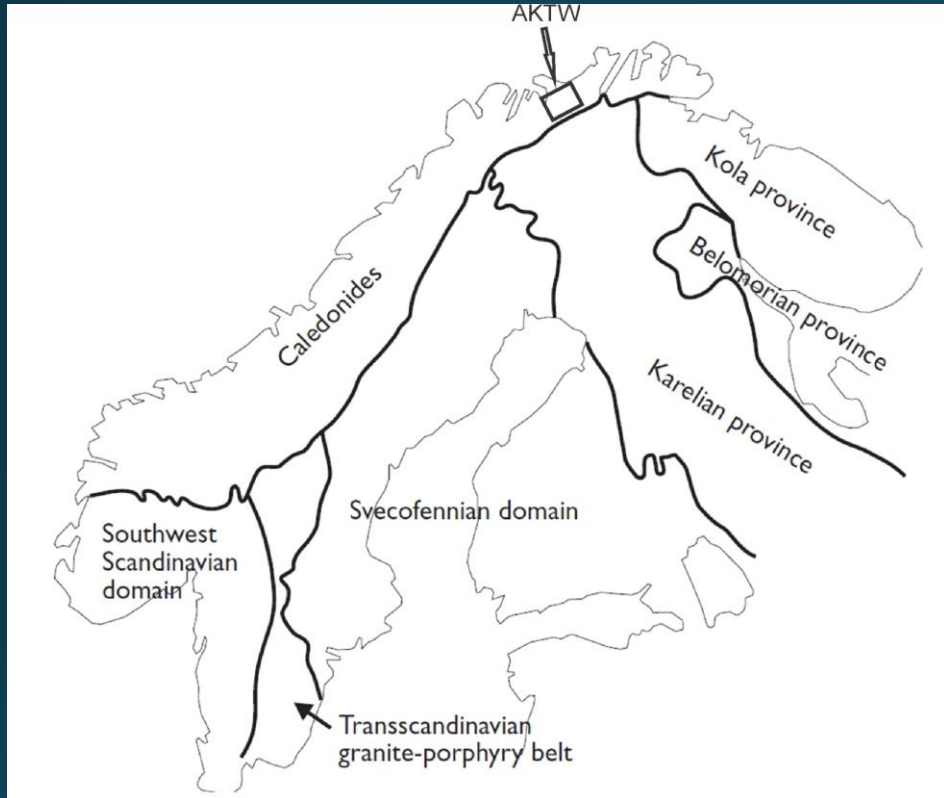 AKTW
Kola province
Belomorian province
Caledonides
Karelian province
Svecofennian domain
Southwest
Scandinavian
domain
Transscandinavian
granite-porphyry belt